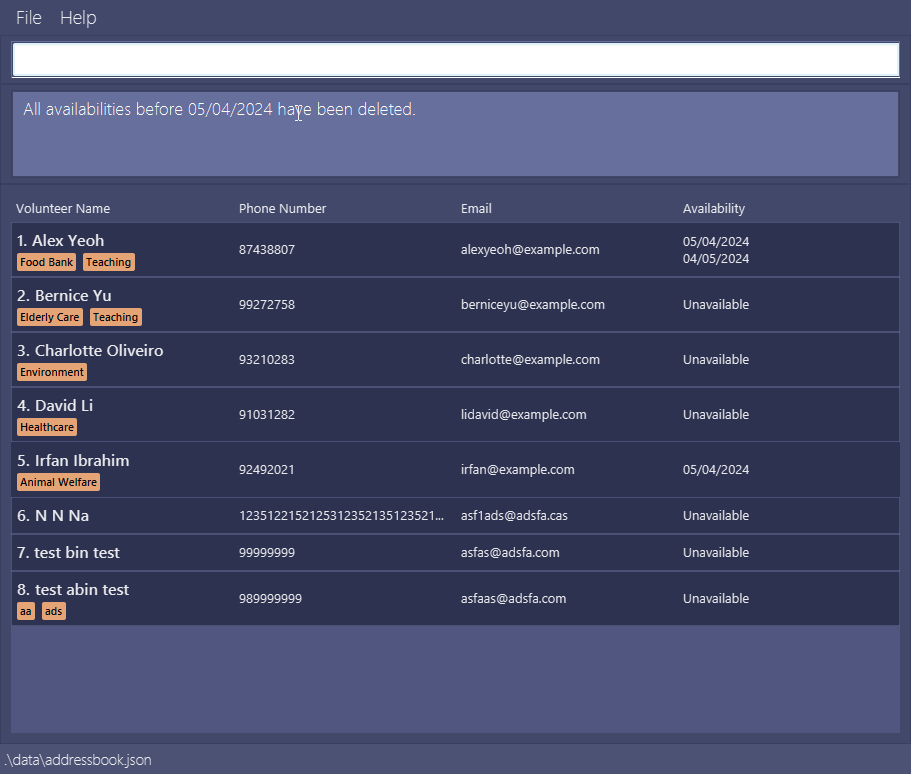 File Help
All availabilities before 05/04/2024 have been deleted.
Volunteer Name Phone Number Email Availability
1. Alex Yeoh
Food Bank Teaching
87438807
alexyeoh@example.com
05/04/2024
04/05/2024
2. Bernice Yu
Elderly Care Teaching
99272758
berniceyu@example.com
Unavailable
3. Charlotte Oliveiro
Environment
93210283
charlotte@example.com
Unavailable
4. David Li
Healthcare
91031282
lidavid@example.com
Unavailable
5. Irfan Ibrahim
Animal Welfare
92492021
irfan@example.com
05/04/2024
6. N N Na
1235122152125312352135123521...
asf1ads@adsfa.cas
Unavailable
7. test bin test
99999999
asfas@adsfa.com
Unavailable
8. test abin test
aa ads
989999999
asfaas@adsfa.com
Unavailable
.\data\addressbook.json